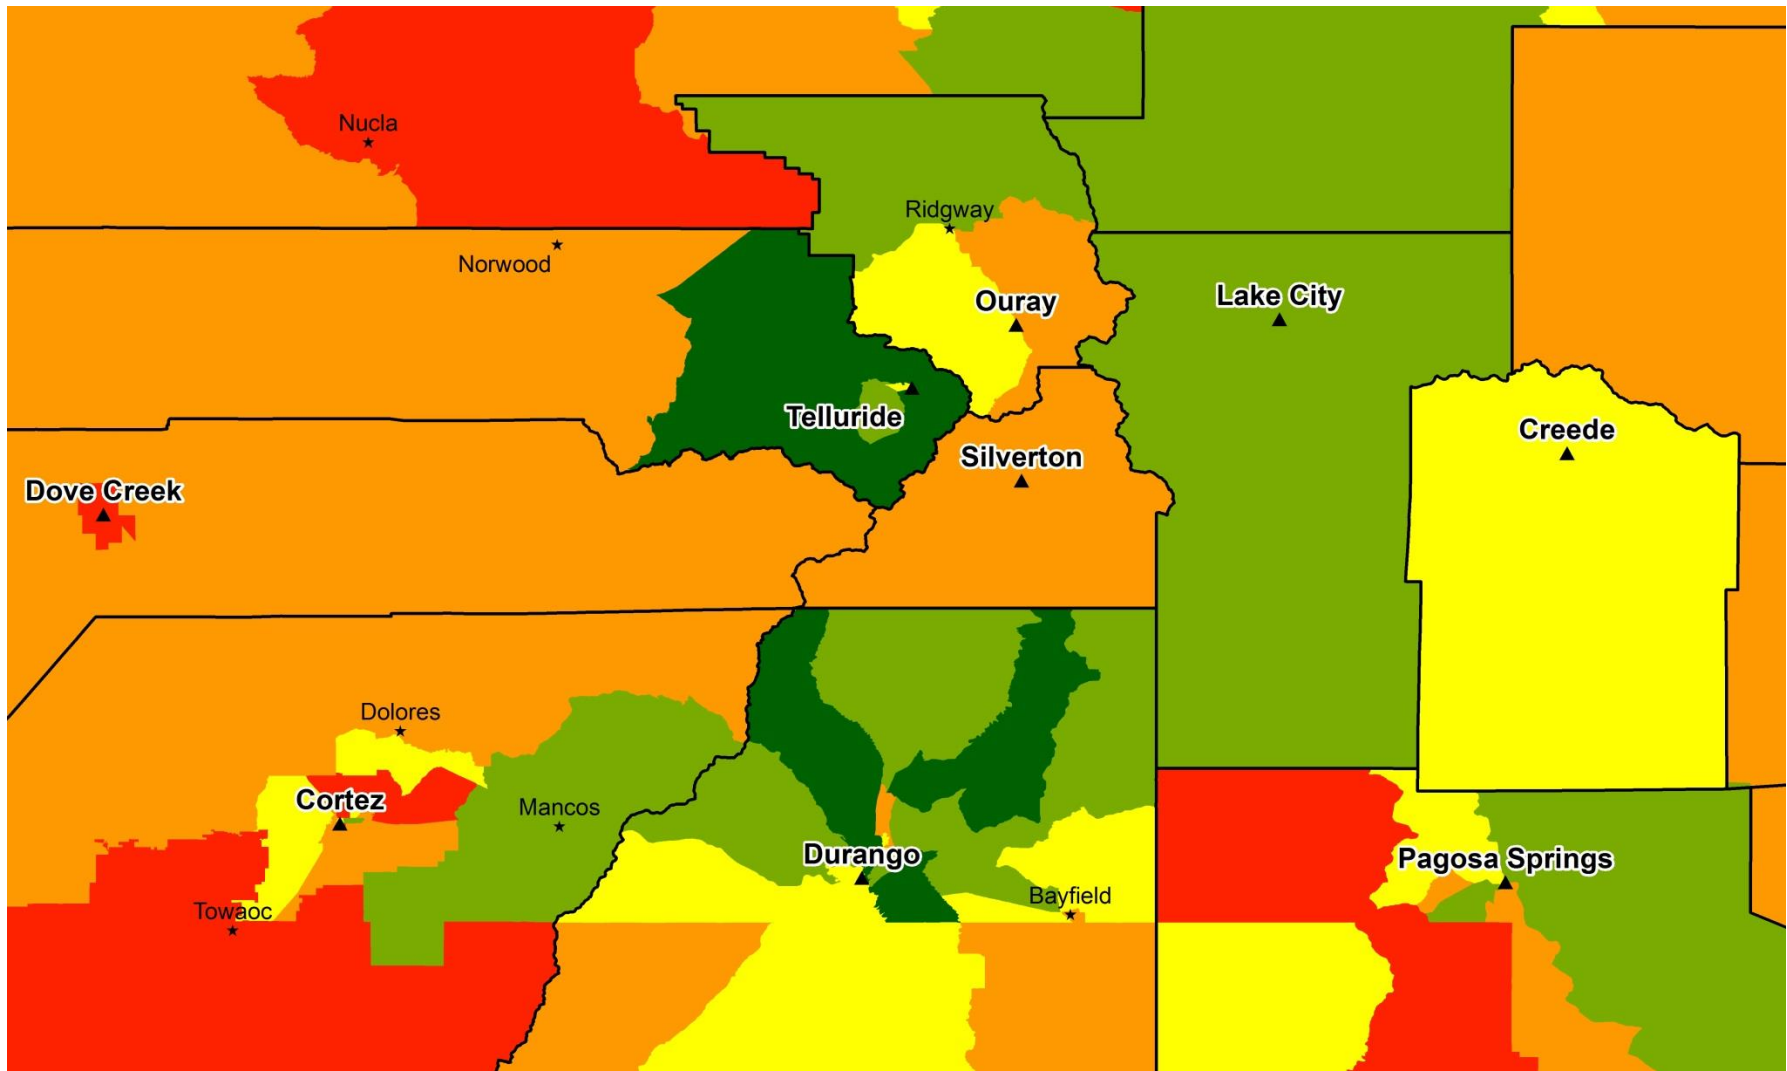 Nucla
Ridgway
Norwood
Ouray
Lake City
Telluride
Creede
Silverton
Dove Creek
Dolores
Cortez
Mancos
Durango
Pagosa Springs
Bayfield
Towaoc